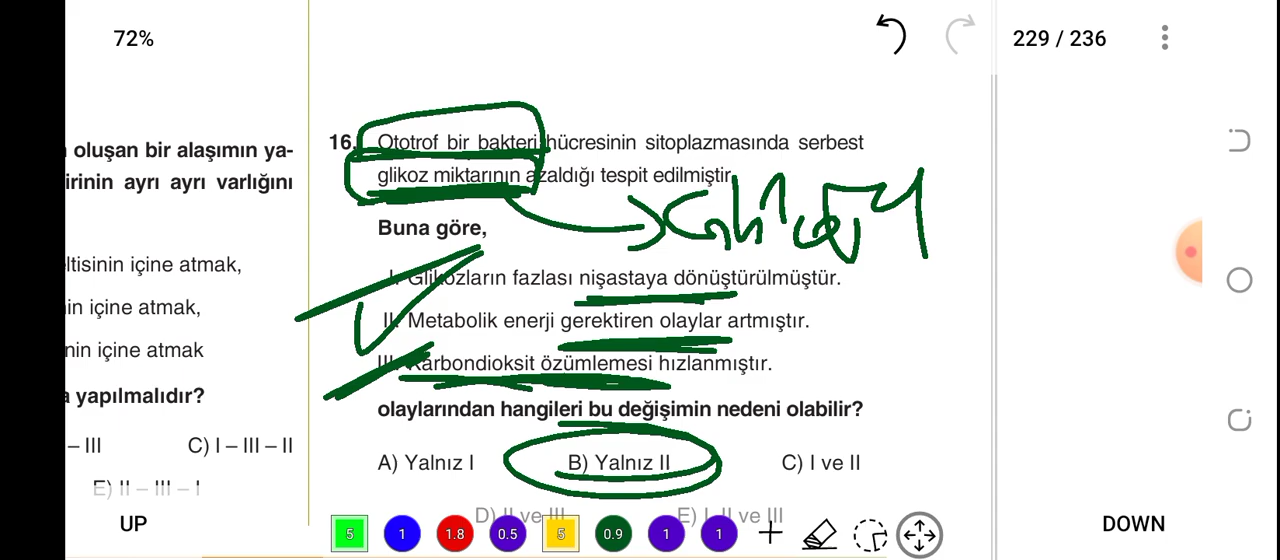 72%
229 / 236
oluşan bir alaşımın ya-
irinin ayrı ayrı varlığını
ltisinin içine atmak,
in içine atmak,
nin içine atmak
yapılmalıdır?
– III
C) I – III – II
E) II – III – I
UP
16. Ototrof bir bakteri hücresinin sitoplazmasında serbest
glikoz miktarının azaldığı tespit edilmiştir.
Buna göre,
I. Glikozların fazlası nişastaya dönüştürülmüştür.
II. Metabolik enerji gerektiren olaylar artmıştır.
III. Karbondioksit özümlemesi hızlanmıştır.
olaylarından hangileri bu değişimin nedeni olabilir?
A) Yalnız I
B) Yalnız II
C) I ve II
D) II ve III
E) I, II ve III
5
1
1.8
0.5
5
0.9
1
1
DOWN